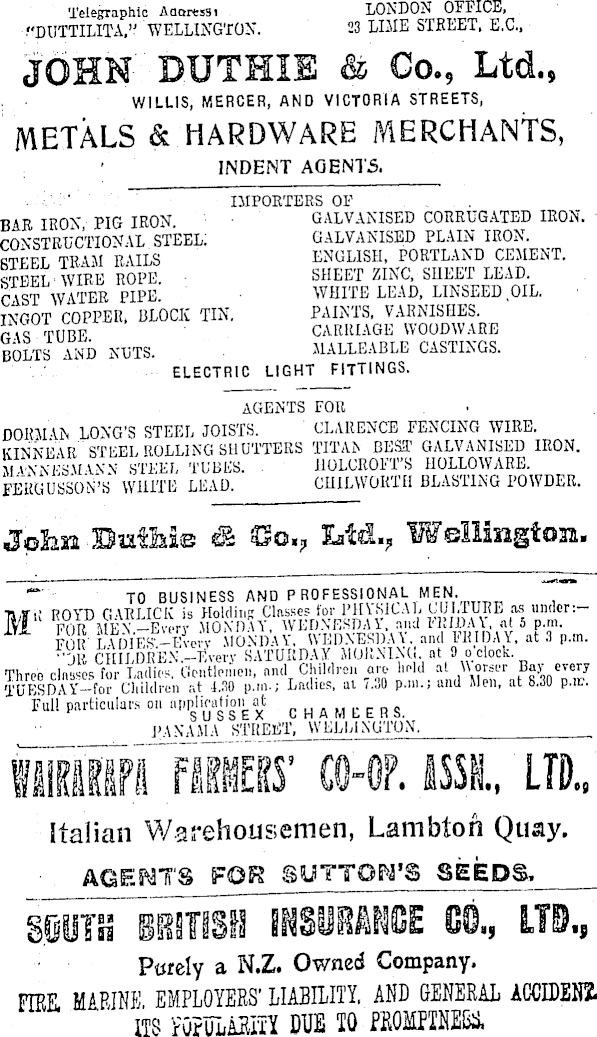 Telegraphic Address:
"DUTTILITA," WELLINGTON.
LONDON OFFICE,
23 LIME STREET, E.C.,
JOHN DUTHIE & Co., Ltd.,
WILLIS, MERCER, AND VICTORIA STREETS,
METALS & HARDWARE MERCHANTS,
INDENT AGENTS.
IMPORTERS OF
BAR IRON, PIG IRON.
CONSTRUCTIONAL STEEL.
STEEL TRAM RAILS
STEEL WIRE ROPE.
CAST WATER PIPE.
INGOT COPPER, BLOCK TIN.
GAS TUBE.
BOLTS AND NUTS.
GALVANISED CORRUGATED IRON.
GALVANISED PLAIN IRON.
ENGLISH, PORTLAND CEMENT.
SHEET ZINC, SHEET LEAD.
WHITE LEAD, LINSEED OIL.
PAINTS, VARNISHES.
CARRIAGE WOODWARE
MALLEABLE CASTINGS.
ELECTRIC LIGHT FITTINGS.
AGENTS FOR
DORMAN LONG'S STEEL JOISTS.
KINNEAR STEEL ROLLING SHUTTERS
MANNESMANN STEEL TUBES.
FERGUSSON'S WHITE LEAD.
CLARENCE FENCING WIRE.
TITAN BEST GALVANISED IRON.
HOLCROFT'S HOLLOWARE.
CHILWORTH BLASTING POWDER.
John Duthie & Co., Ltd., Wellington.
TO BUSINESS AND PROFESSIONAL MEN.
MR ROYD GARLICK is Holding Classes for PHYSICAL CULTURE as under:—
FOR MEN.—Every MONDAY, WEDNESDAY, and FRIDAY, at 5 p.m.
FOR LADIES.—Every MONDAY, WEDNESDAY, and FRIDAY, at 3 p.m.
FOR CHILDREN.—Every SATURDAY MORNING, at 9 o'clock.
Three classes for Ladies, Gentlemen, and Children are held at Worser Bay every
TUESDAY—for Children at 4.30 p.m.; Ladies, at 7.30 p.m.; and Men, at 8.30 p.m.
Full particulars on application at
SUSSEX CHAMBERS.
PANAMA STREET, WELLINGTON.
WAIRARAPA FARMERS' CO-OP. ASSN., LTD.,
Italian Warehousemen, Lambton Quay.
AGENTS FOR SUTTON'S SEEDS.
SOUTH BRITISH INSURANCE CO., LTD.,
Purely a N.Z. Owned Company.
FIRE, MARINE, EMPLOYERS' LIABILITY, AND GENERAL ACCIDENT.
ITS POPULARITY DUE TO PROMPTNESS.